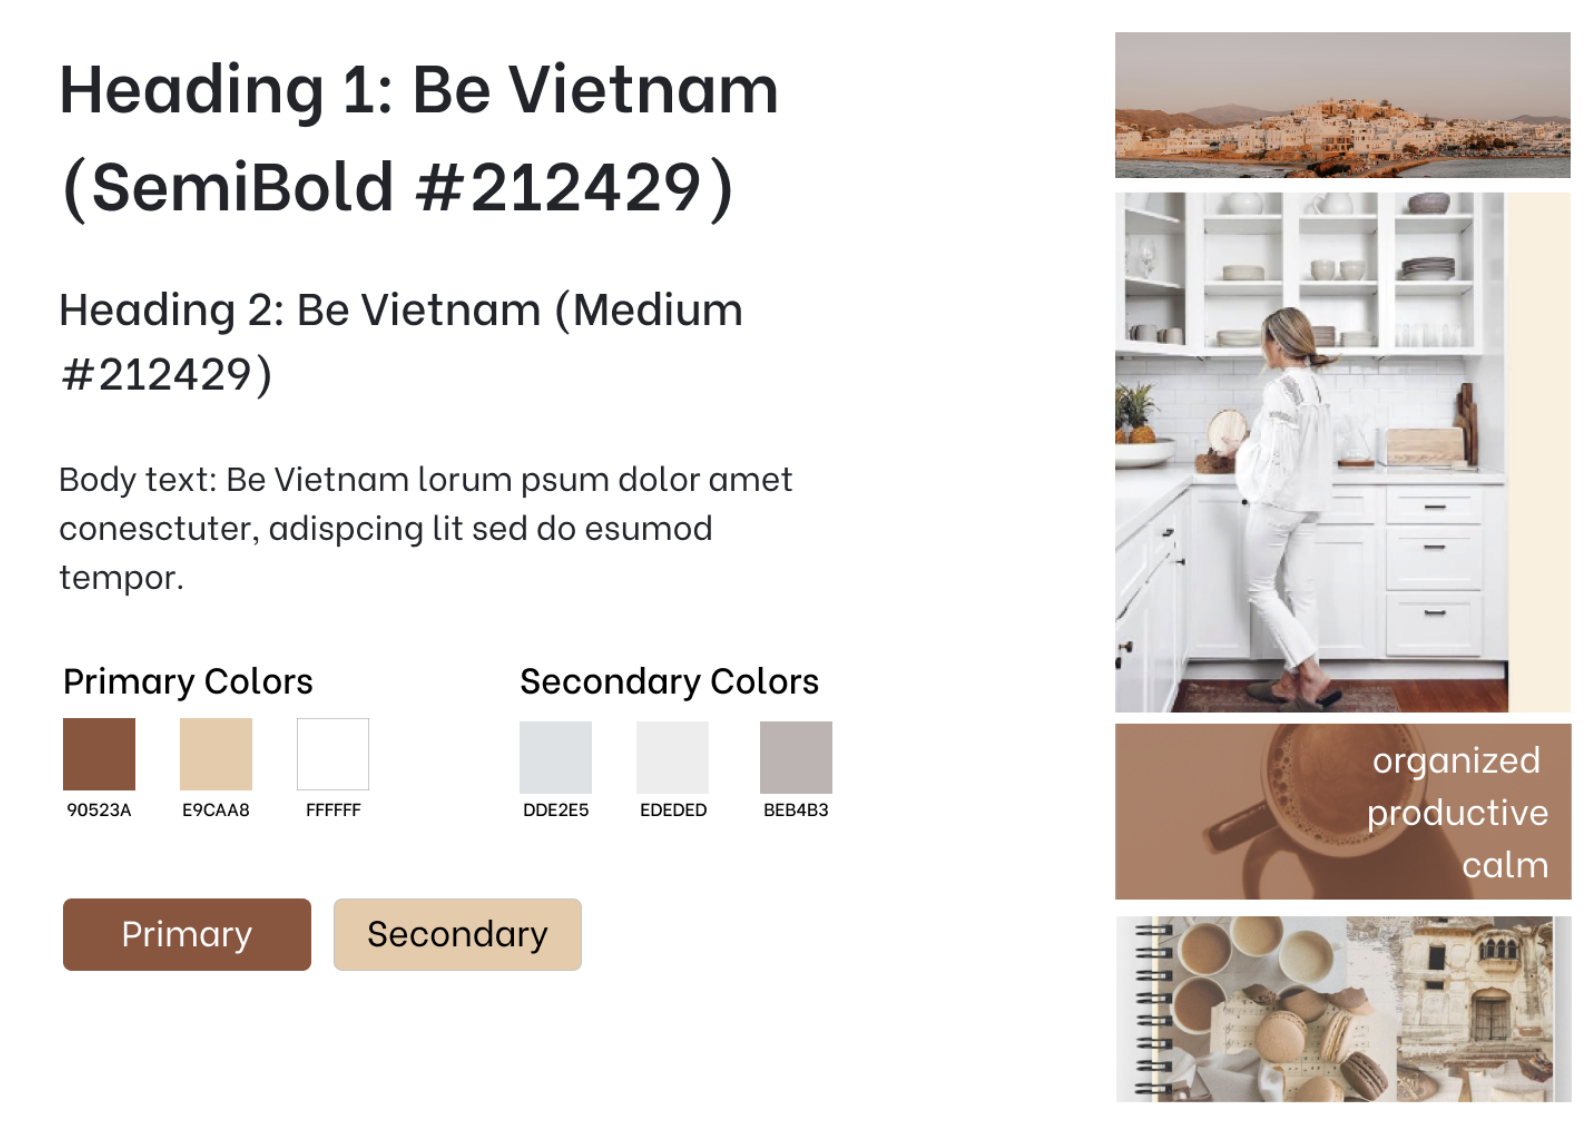 Heading 1: Be Vietnam
(SemiBold #212429)
Heading 2: Be Vietnam (Medium
#212429)
Body text: Be Vietnam lorum psum dolor amet
conesctuter, adispcing lit sed do esumod
tempor.
Primary Colors
90523A
E9CAA8
FFFFFF
Secondary Colors
DDE2E5
EDEDED
BEB4B3
Primary
Secondary
organized
productive
calm